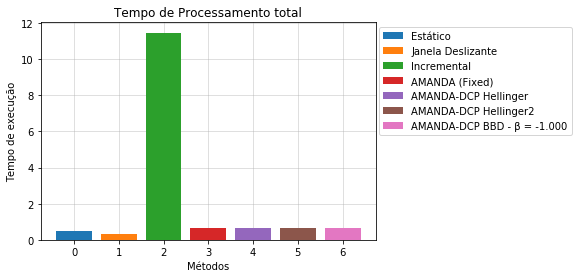 Tempo de Processamento total
12
10
8
6
4
2
0
Tempo de execução
0 1 2 3 4 5 6
Métodos
Estático
Janela Deslizante
Incremental
AMANDA (Fixed)
AMANDA-DCP Hellinger
AMANDA-DCP Hellinger2
AMANDA-DCP BBD - β = -1.000